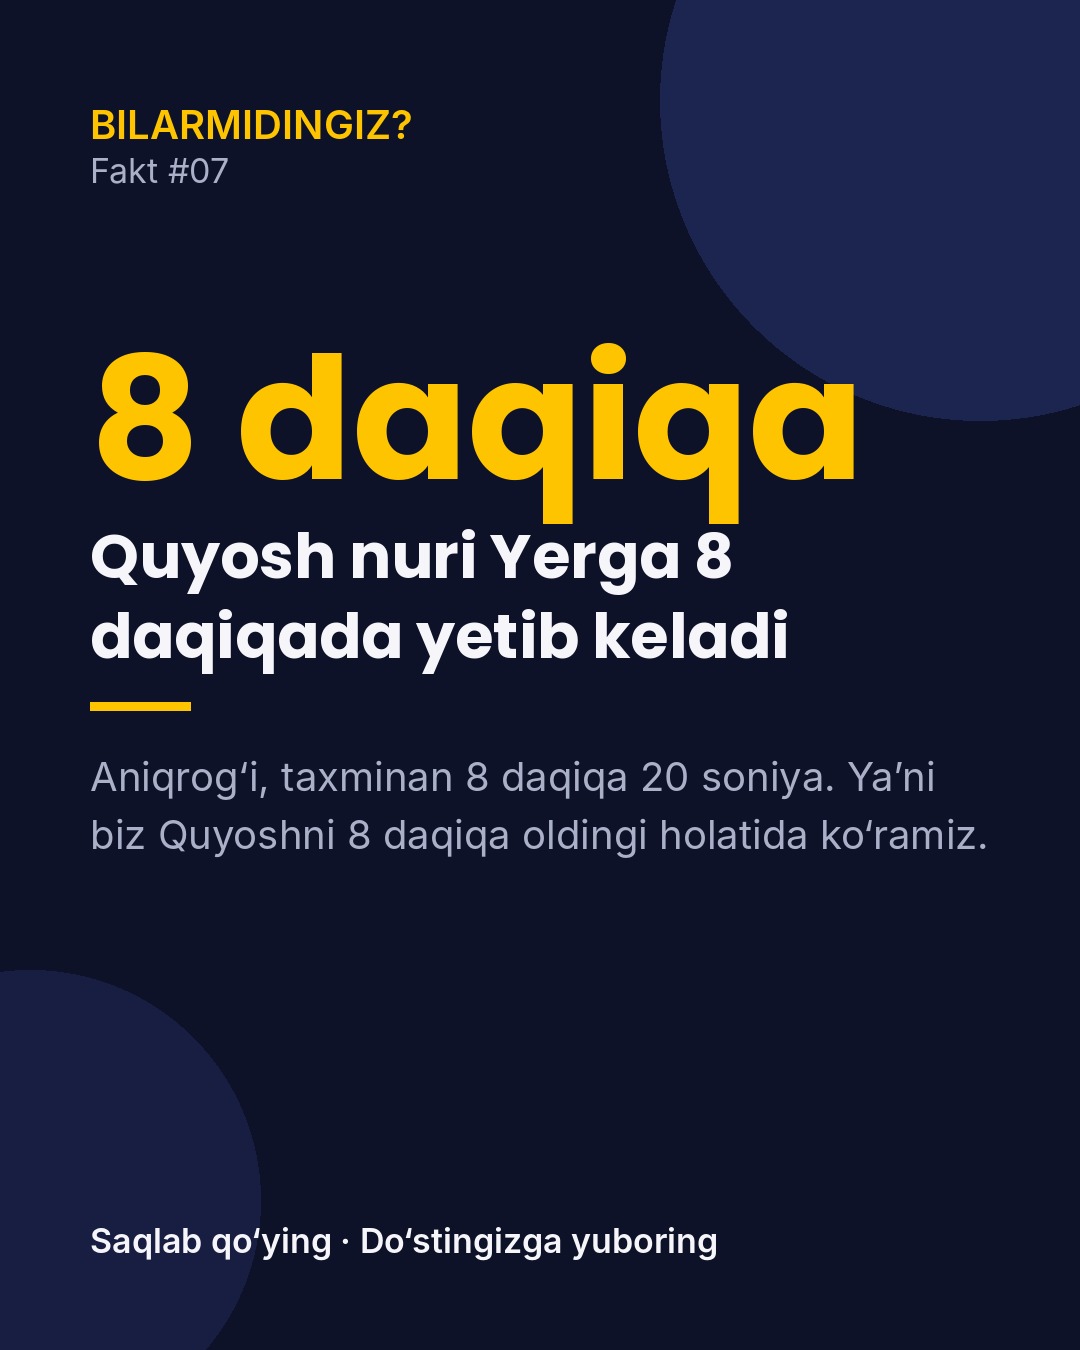 BILARMIDINGIZ?
Fakt #07
8 daqiqa
Quyosh nuri Yerga 8
daqiqada yetib keladi
Aniqrog‘i, taxminan 8 daqiqa 20 soniya. Ya’ni
biz Quyoshni 8 daqiqa oldingi holatida ko‘ramiz.
Saqlab qo‘ying · Do‘stingizga yuboring